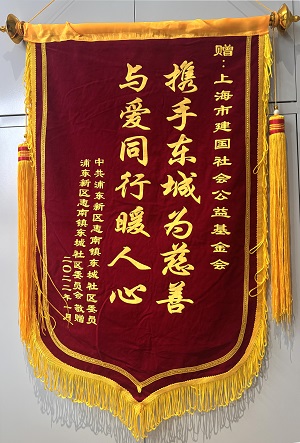 赠：上海市建国社会公益基金会
携手东城为慈善
与爱同行暖人心
中共浦东新区惠南镇东城社区委员
浦东新区惠南镇东城社区委员会 敬赠
二〇二二年一月